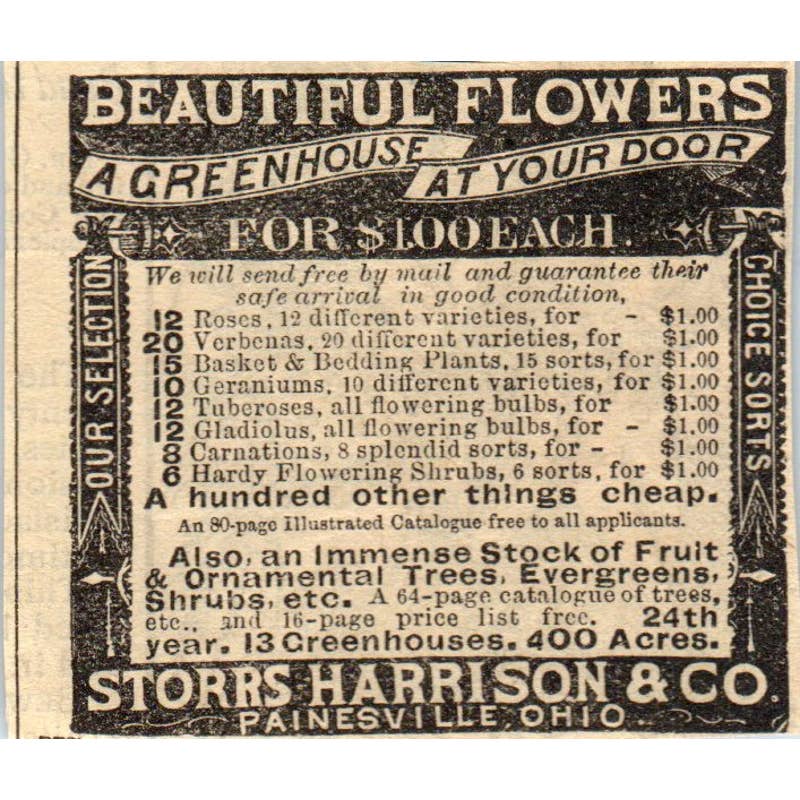 BEAUTIFUL FLOWERS
A GREENHOUSE AT YOUR DOOR
FOR $1.00 EACH.
OUR SELECTION
CHOICE SORTS
We will send free by mail and guarantee their
safe arrival in good condition,
12 Roses, 12 different varieties, for - $1.00
20 Verbenas, 20 different varieties, for $1.00
15 Basket & Bedding Plants, 15 sorts, for $1.00
10 Geraniums, 10 different varieties, for $1.00
12 Tuberoses, all flowering bulbs, for $1.00
12 Gladiolus, all flowering bulbs, for - $1.00
8 Carnations, 8 splendid sorts, for - $1.00
6 Hardy Flowering Shrubs, 6 sorts, for $1.00
A hundred other things cheap.
An 80-page Illustrated Catalogue free to all applicants.
Also, an Immense Stock of Fruit
& Ornamental Trees, Evergreens,
Shrubs, etc. A 64-page catalogue of trees,
etc., and 16-page price list free. 24th
year. 13 Greenhouses. 400 Acres.
STORRS-HARRISON & CO.
PAINESVILLE, OHIO.